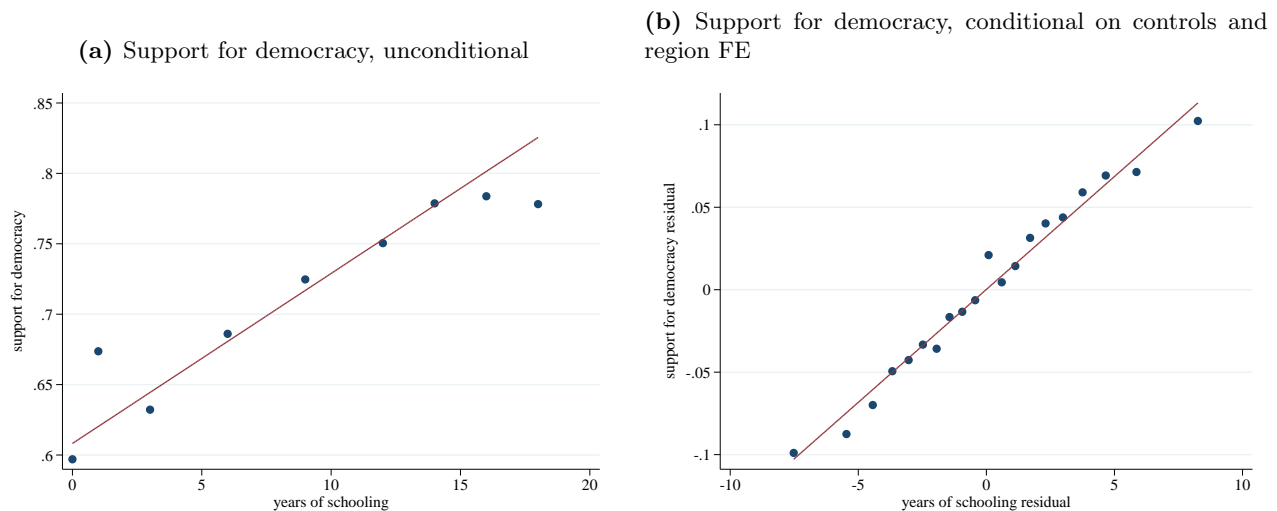 (a) Support for democracy, unconditional
.85
.8
.75
.7
.65
.6
support for democracy
0 5 10 15 20
years of schooling
(b) Support for democracy, conditional on controls and
region FE
.1
.05
0
-.05
-.1
support for democracy residual
-10 -5 0 5 10
years of schooling residual